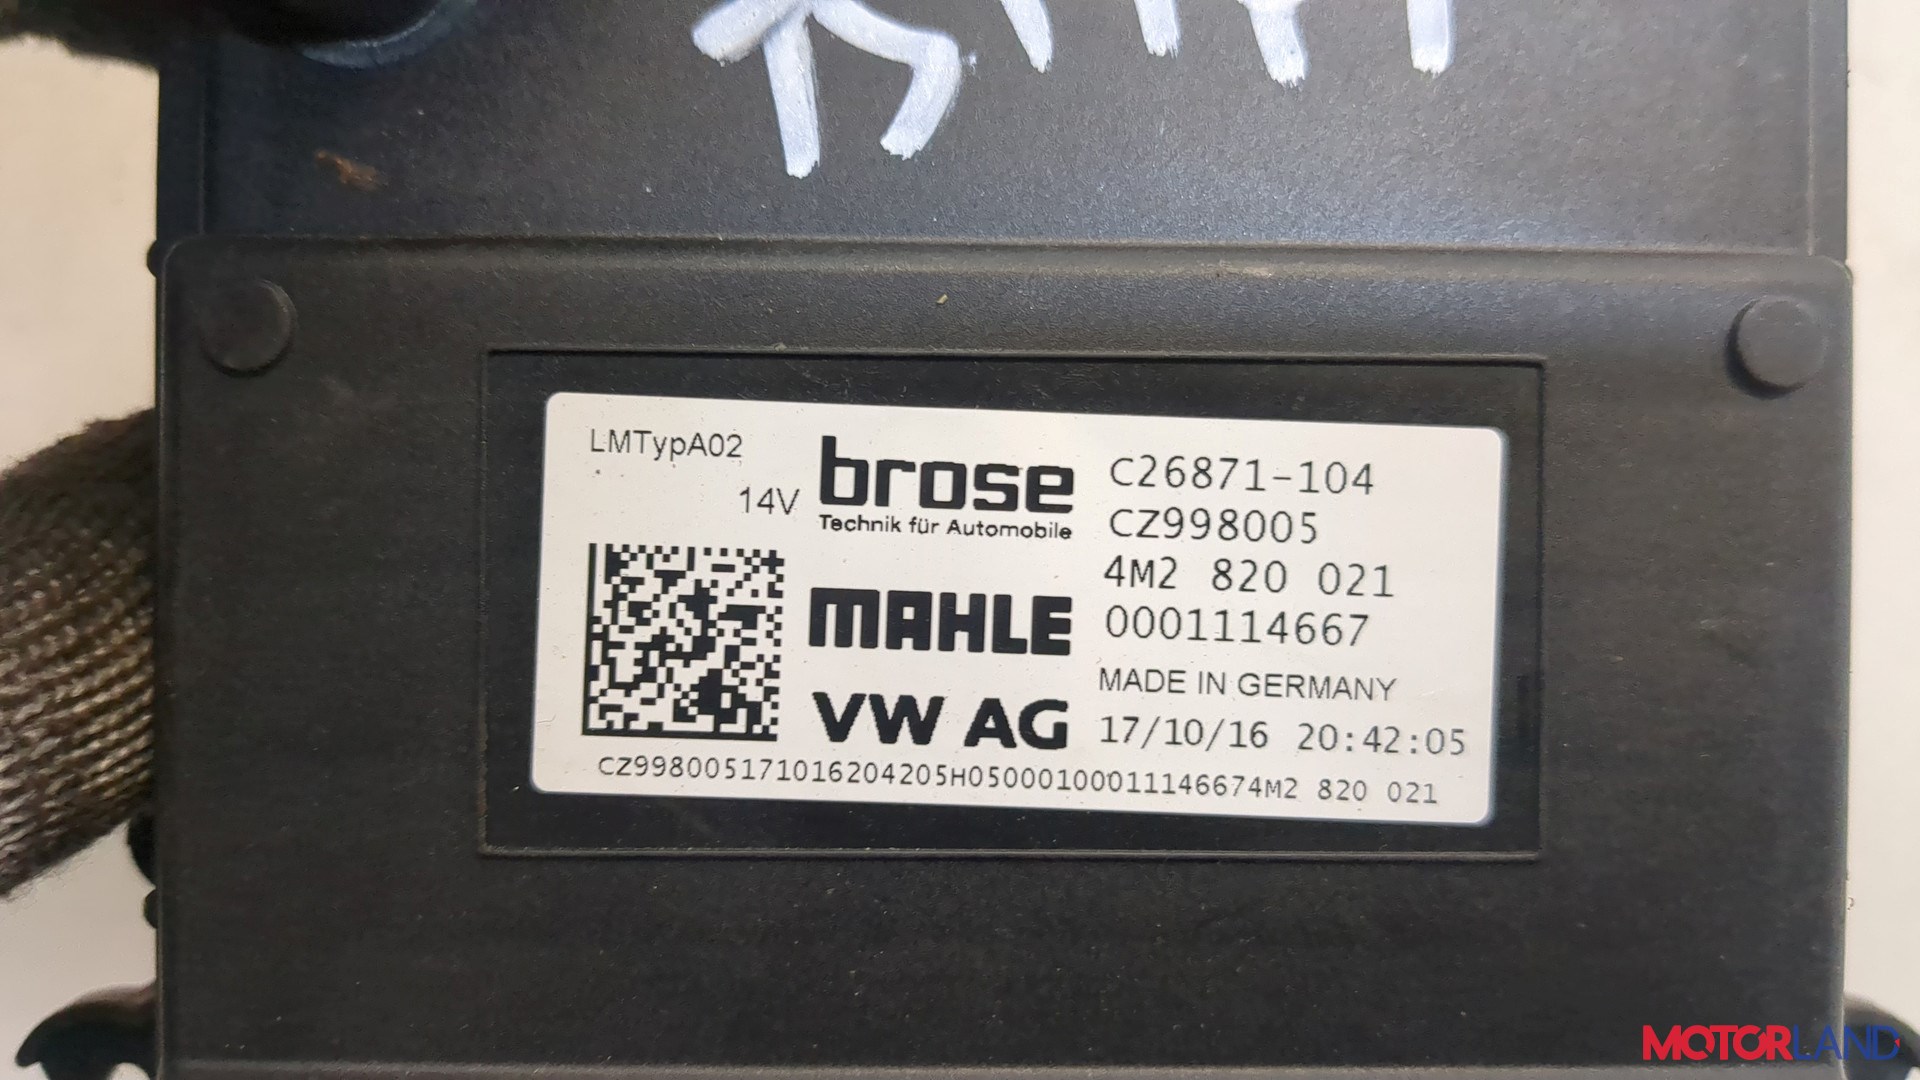 LMTypA02
14V
brose
Technik für Automobile
C26871-104
CZ998005
4M2 820 021
0001114667
MAHLE
MADE IN GERMANY
VW AG
17/10/16 20:42:05
CZ998005171016204205H05000100011146674M2 820 021
MOTORLAND